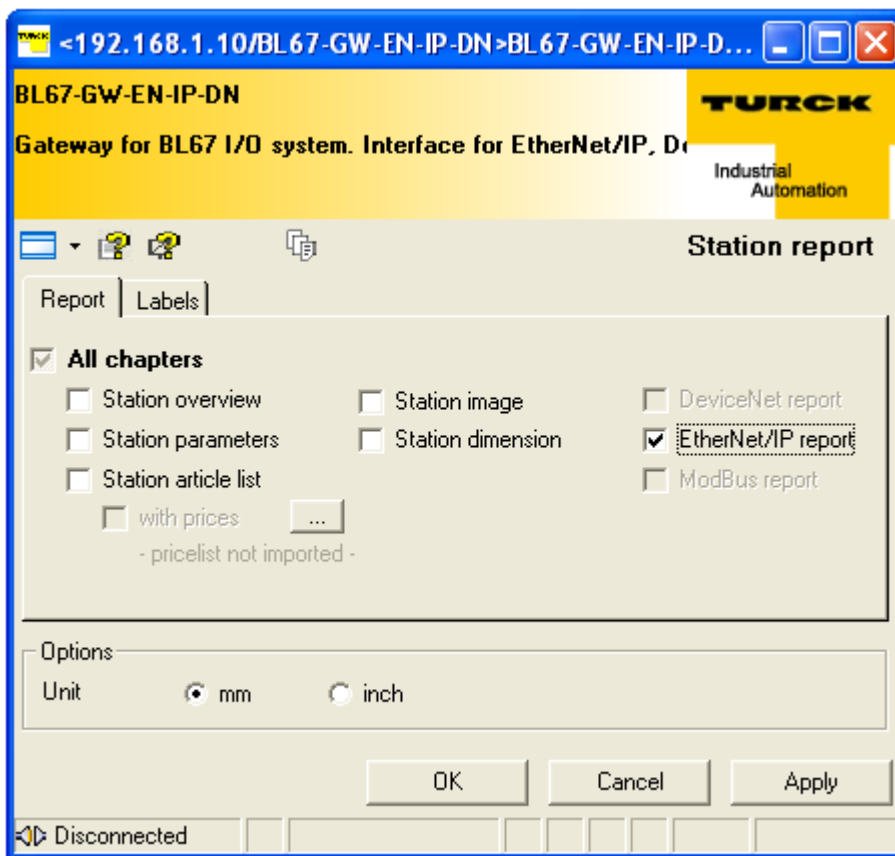 <192.168.1.10/BL67-GW-EN-IP-DN>BL67-GW-EN-IP-D...
BL67-GW-EN-IP-DN
TURCK
Gateway for BL67 I/O system. Interface for EtherNet/IP, De
Industrial
Automation
Station report
Report Labels
All chapters
Station overview Station image DeviceNet report
Station parameters Station dimension EtherNet/IP report
Station article list ModBus report
with prices ...
- pricelist not imported -
Options
Unit mm inch
OK Cancel Apply
Disconnected